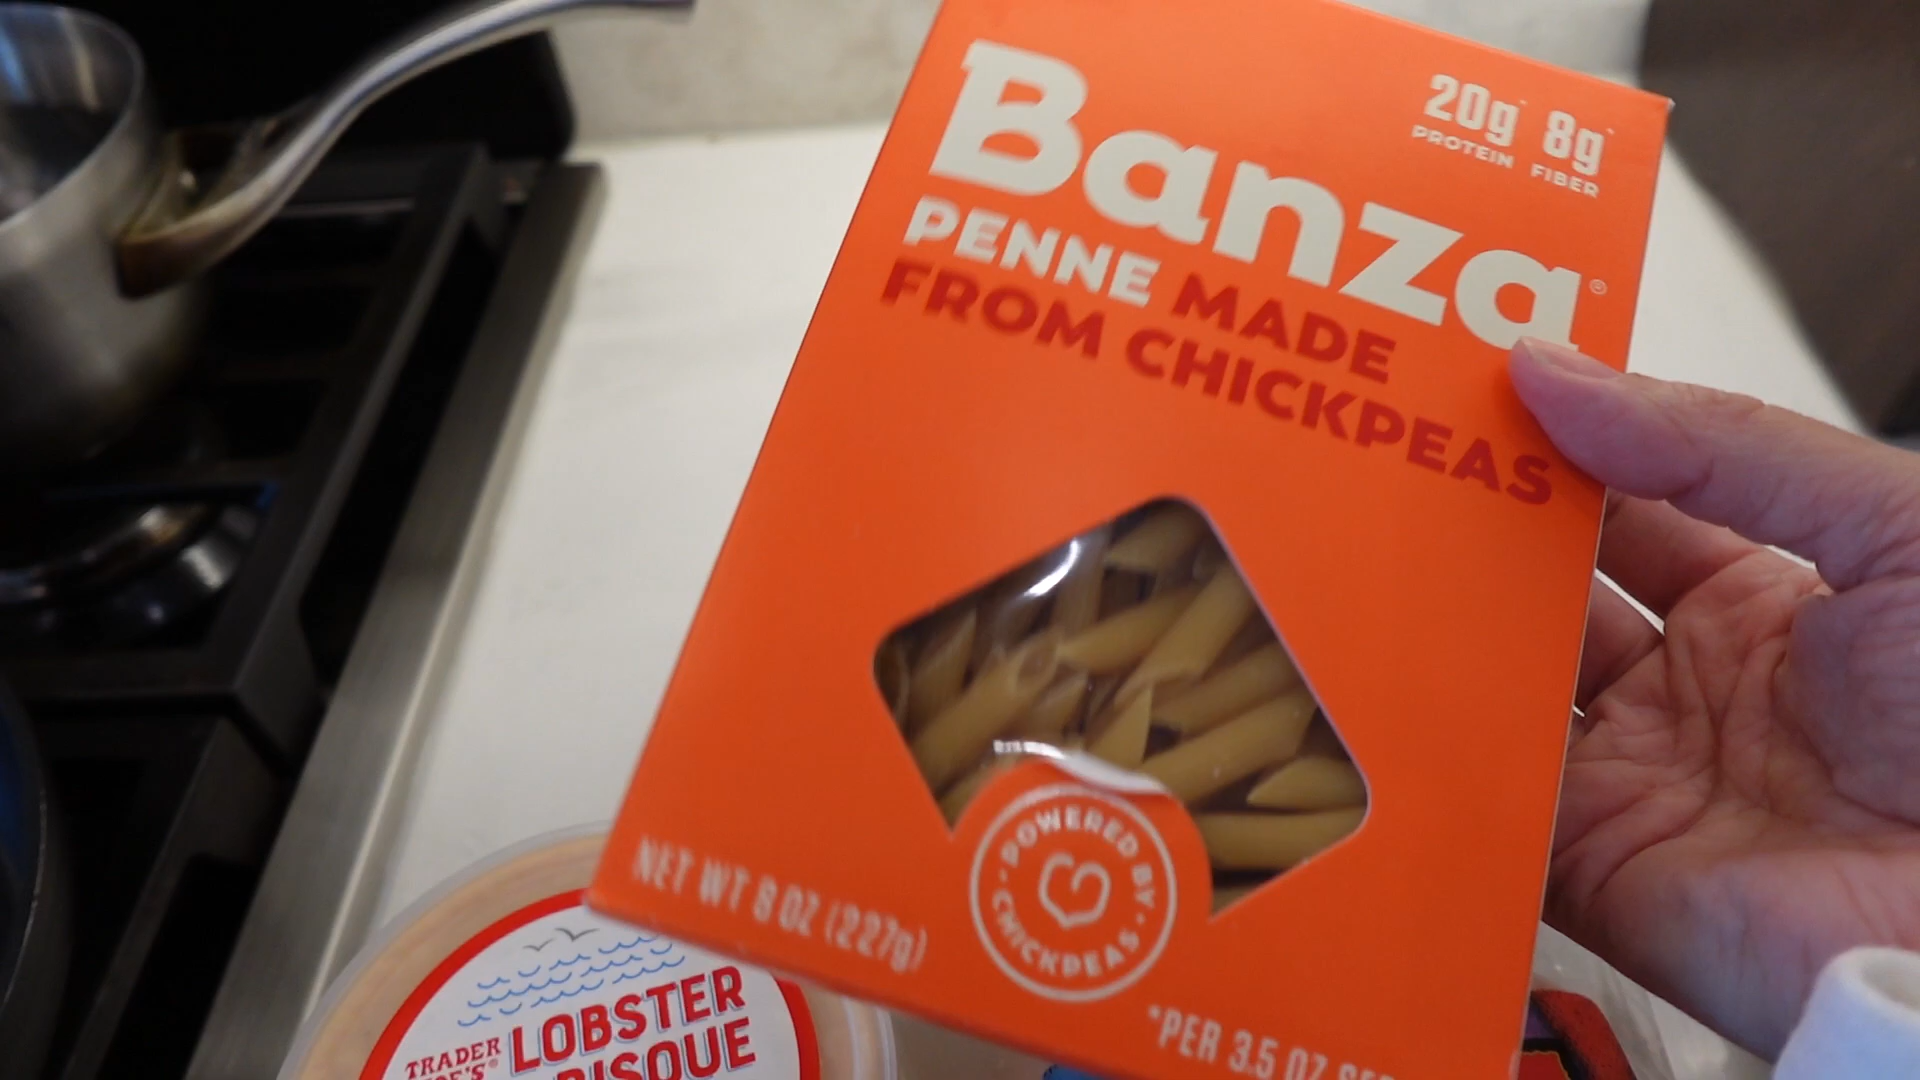 Banza®
20g* 8g*
PROTEIN FIBER
PENNE MADE
FROM CHICKPEAS
POWERED BY
CHICKPEAS
NET WT 8 OZ (227g)
*PER 3.5 OZ
TRADER
LOBSTER
BISQUE